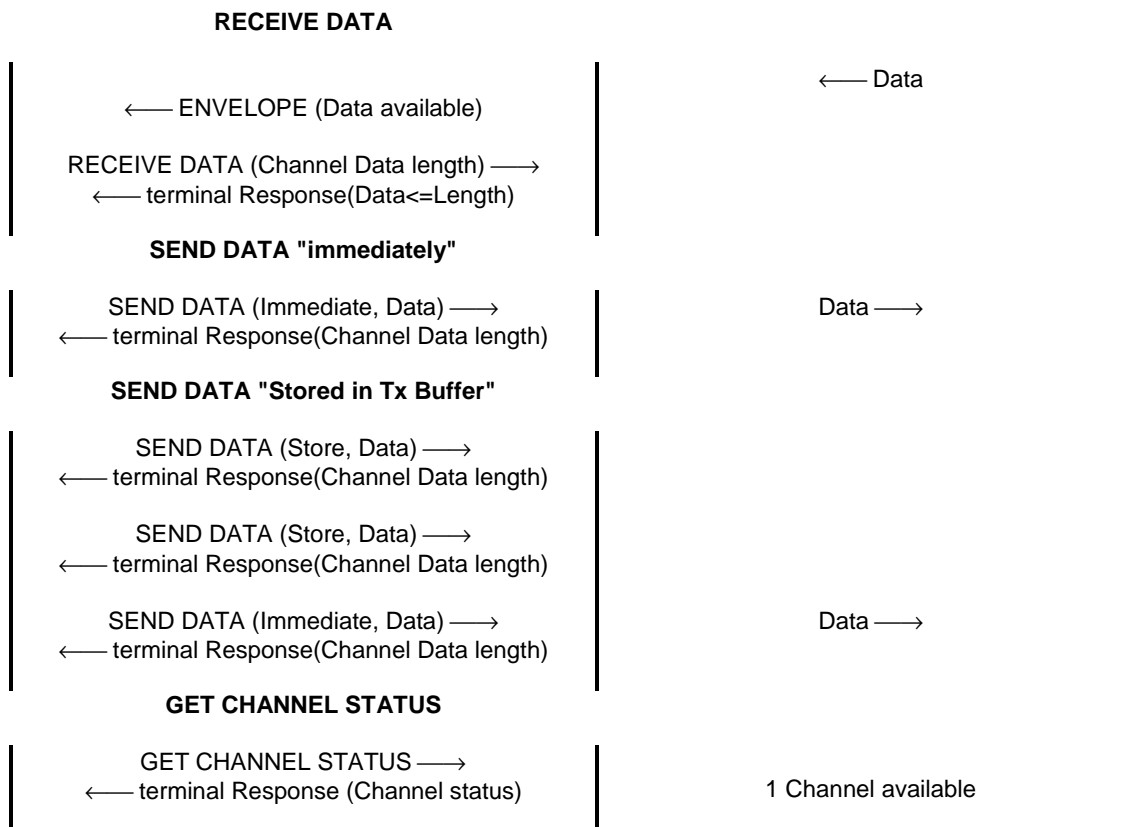 RECEIVE DATA
←── Data
←── ENVELOPE (Data available)
RECEIVE DATA (Channel Data length) ──→
←── terminal Response(Data<=Length)
SEND DATA "immediately"
SEND DATA (Immediate, Data) ──→ Data ──→
←── terminal Response(Channel Data length)
SEND DATA "Stored in Tx Buffer"
SEND DATA (Store, Data) ──→
←── terminal Response(Channel Data length)
SEND DATA (Store, Data) ──→
←── terminal Response(Channel Data length)
SEND DATA (Immediate, Data) ──→ Data ──→
←── terminal Response(Channel Data length)
GET CHANNEL STATUS
GET CHANNEL STATUS ──→
←── terminal Response (Channel status) 1 Channel available